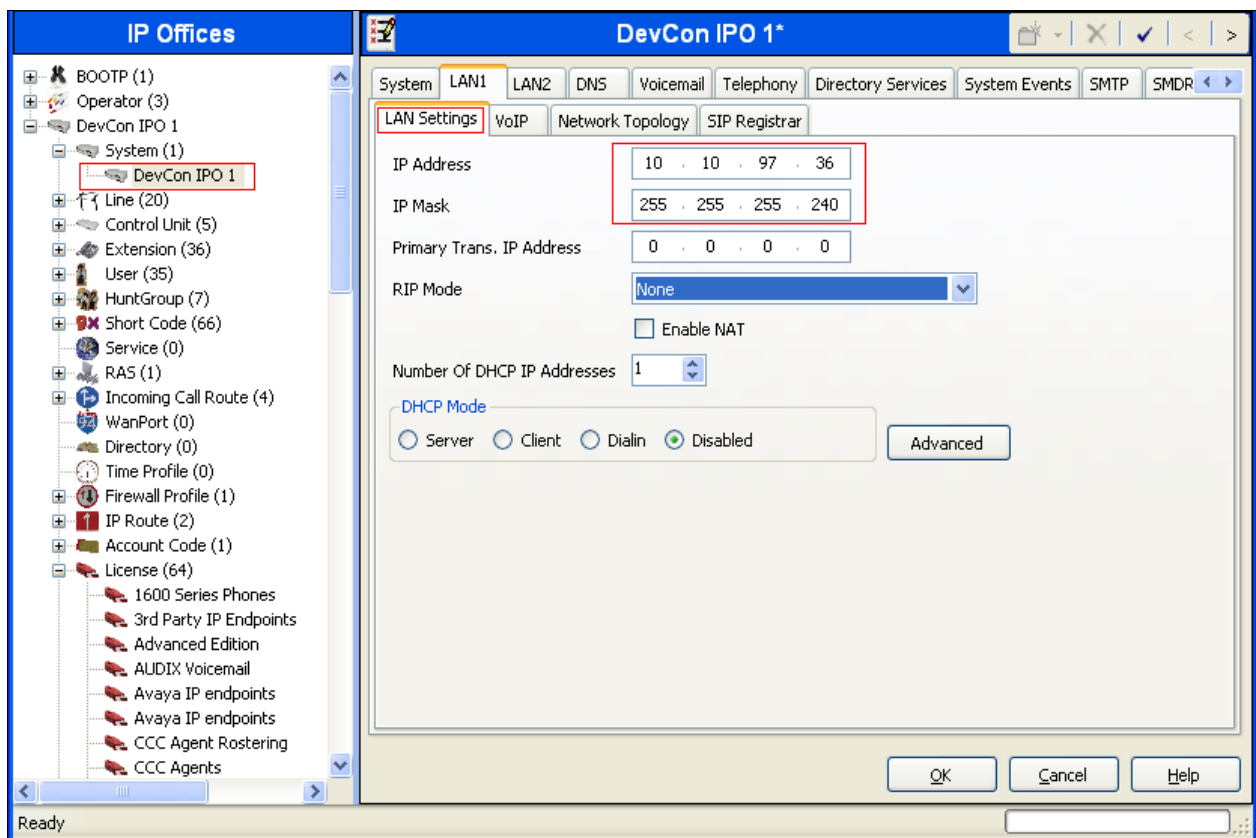 IP Offices
BOOTP (1)
Operator (3)
DevCon IPO 1
System (1)
DevCon IPO 1
Line (20)
Control Unit (5)
Extension (36)
User (35)
HuntGroup (7)
Short Code (66)
Service (0)
RAS (1)
Incoming Call Route (4)
WanPort (0)
Directory (0)
Time Profile (0)
Firewall Profile (1)
IP Route (2)
Account Code (1)
License (64)
1600 Series Phones
3rd Party IP Endpoints
Advanced Edition
AUDIX Voicemail
Avaya IP endpoints
Avaya IP endpoints
CCC Agent Rostering
CCC Agents
DevCon IPO 1*
System LAN1 LAN2 DNS Voicemail Telephony Directory Services System Events SMTP SMDR
LAN Settings VoIP Network Topology SIP Registrar
IP Address 10 . 10 . 97 . 36
IP Mask 255 . 255 . 255 . 240
Primary Trans. IP Address 0 . 0 . 0 . 0
RIP Mode None
Enable NAT
Number Of DHCP IP Addresses 1
DHCP Mode
Server Client Dialin Disabled Advanced
OK Cancel Help
Ready